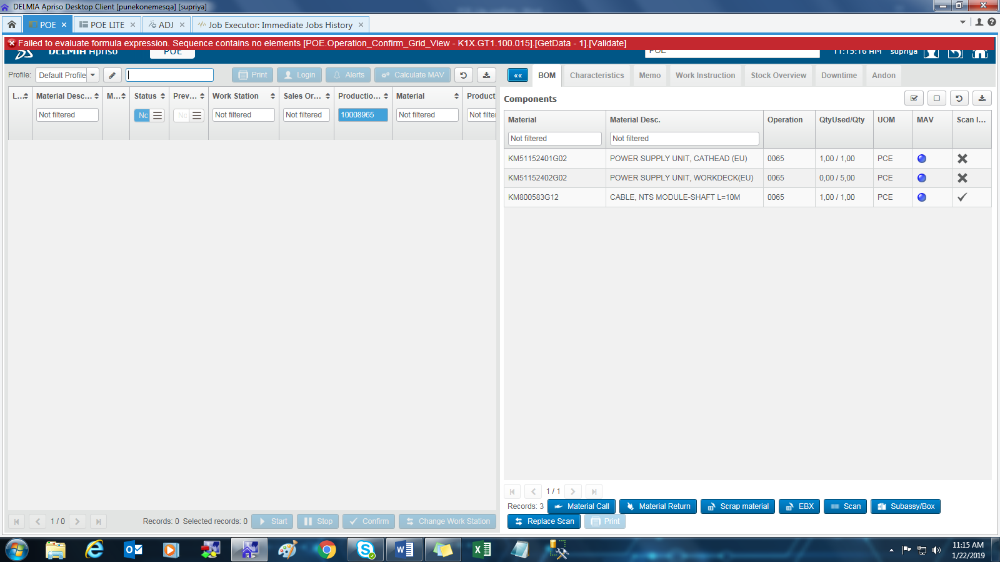 DELMIA Apriso Desktop Client [punekonemesqa] [supriya]
POE × POE LITE × ADJ × Job Executor: Immediate Jobs History ×
Failed to evaluate formula expression. Sequence contains no elements [POE.Operation_Confirm_Grid_View - K1X.GT1.100.015].[GetData - 1].[Validate]
DELMIA Apriso POE POE 11:15:16 AM supriya
Profile: Default Profile Print Login Alerts Calculate MAV
L... Material Desc... M... Status Prev... Work Station Sales Or... Productio... Material Product
Not filtered Nc Nc Not filtered Not filtered 10008965 Not filtered Not filter
1 / 0 Records: 0 Selected records: 0 Start Stop Confirm Change Work Station
«« BOM Characteristics Memo Work Instruction Stock Overview Downtime Andon
Components
Material Material Desc. Operation QtyUsed/Qty UOM MAV Scan I...
Not filtered Not filtered
KM51152401G02 POWER SUPPLY UNIT, CATHEAD (EU) 0065 1,00 / 1,00 PCE
KM51152402G02 POWER SUPPLY UNIT, WORKDECK(EU) 0065 0,00 / 5,00 PCE
KM800583G12 CABLE, NTS MODULE-SHAFT L=10M 0065 1,00 / 1,00 PCE
1 / 1
Records: 3 Material Call Material Return Scrap material EBX Scan Subassy/Box
Replace Scan Print
11:15 AM
1/22/2019